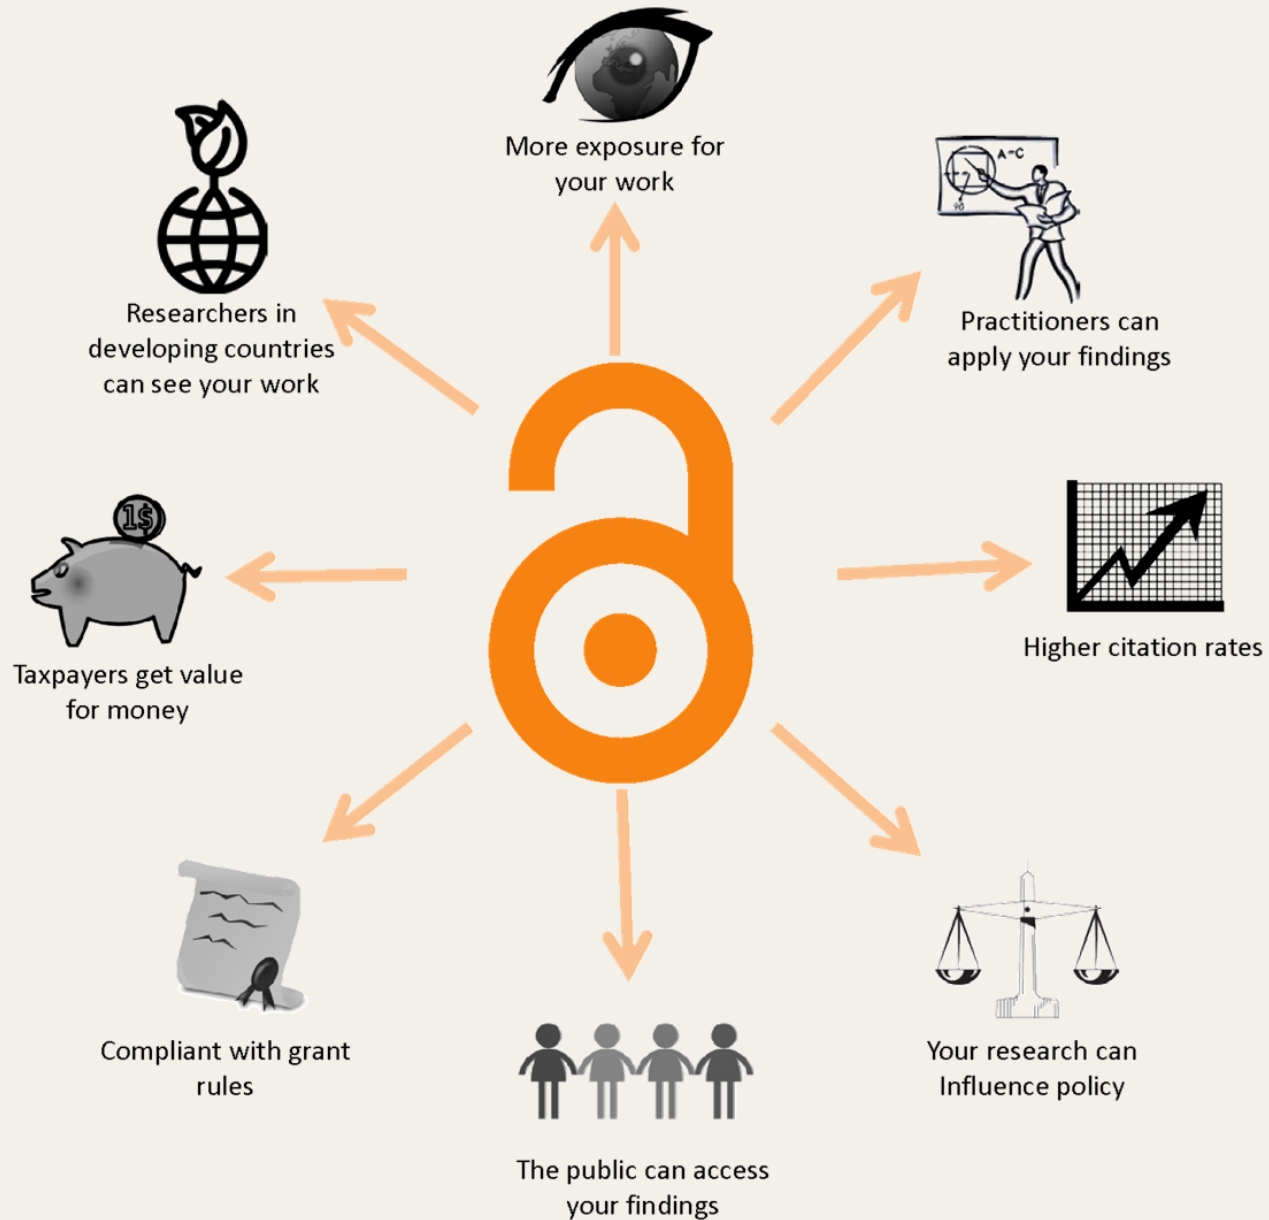 More exposure for
your work
A=C
90
Practitioners can
apply your findings
Higher citation rates
Your research can
Influence policy
The public can access
your findings
Compliant with grant
rules
1$
Taxpayers get value
for money
Researchers in
developing countries
can see your work